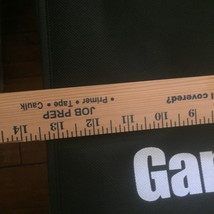 l covered?
• Primer • Tape • Caulk
JOB PREP
9 10 11 12 13 14
Gar